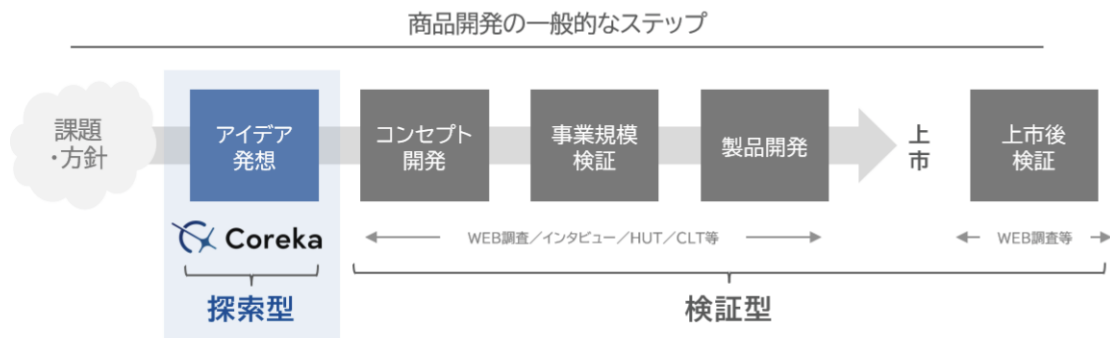 商品開発の一般的なステップ
課題
・方針
アイデア
発想
コンセプト
開発
事業規模
検証
製品開発
上
市
上市後
検証
Coreka
WEB調査／インタビュー／HUT／CLT等
WEB調査等
探索型
検証型